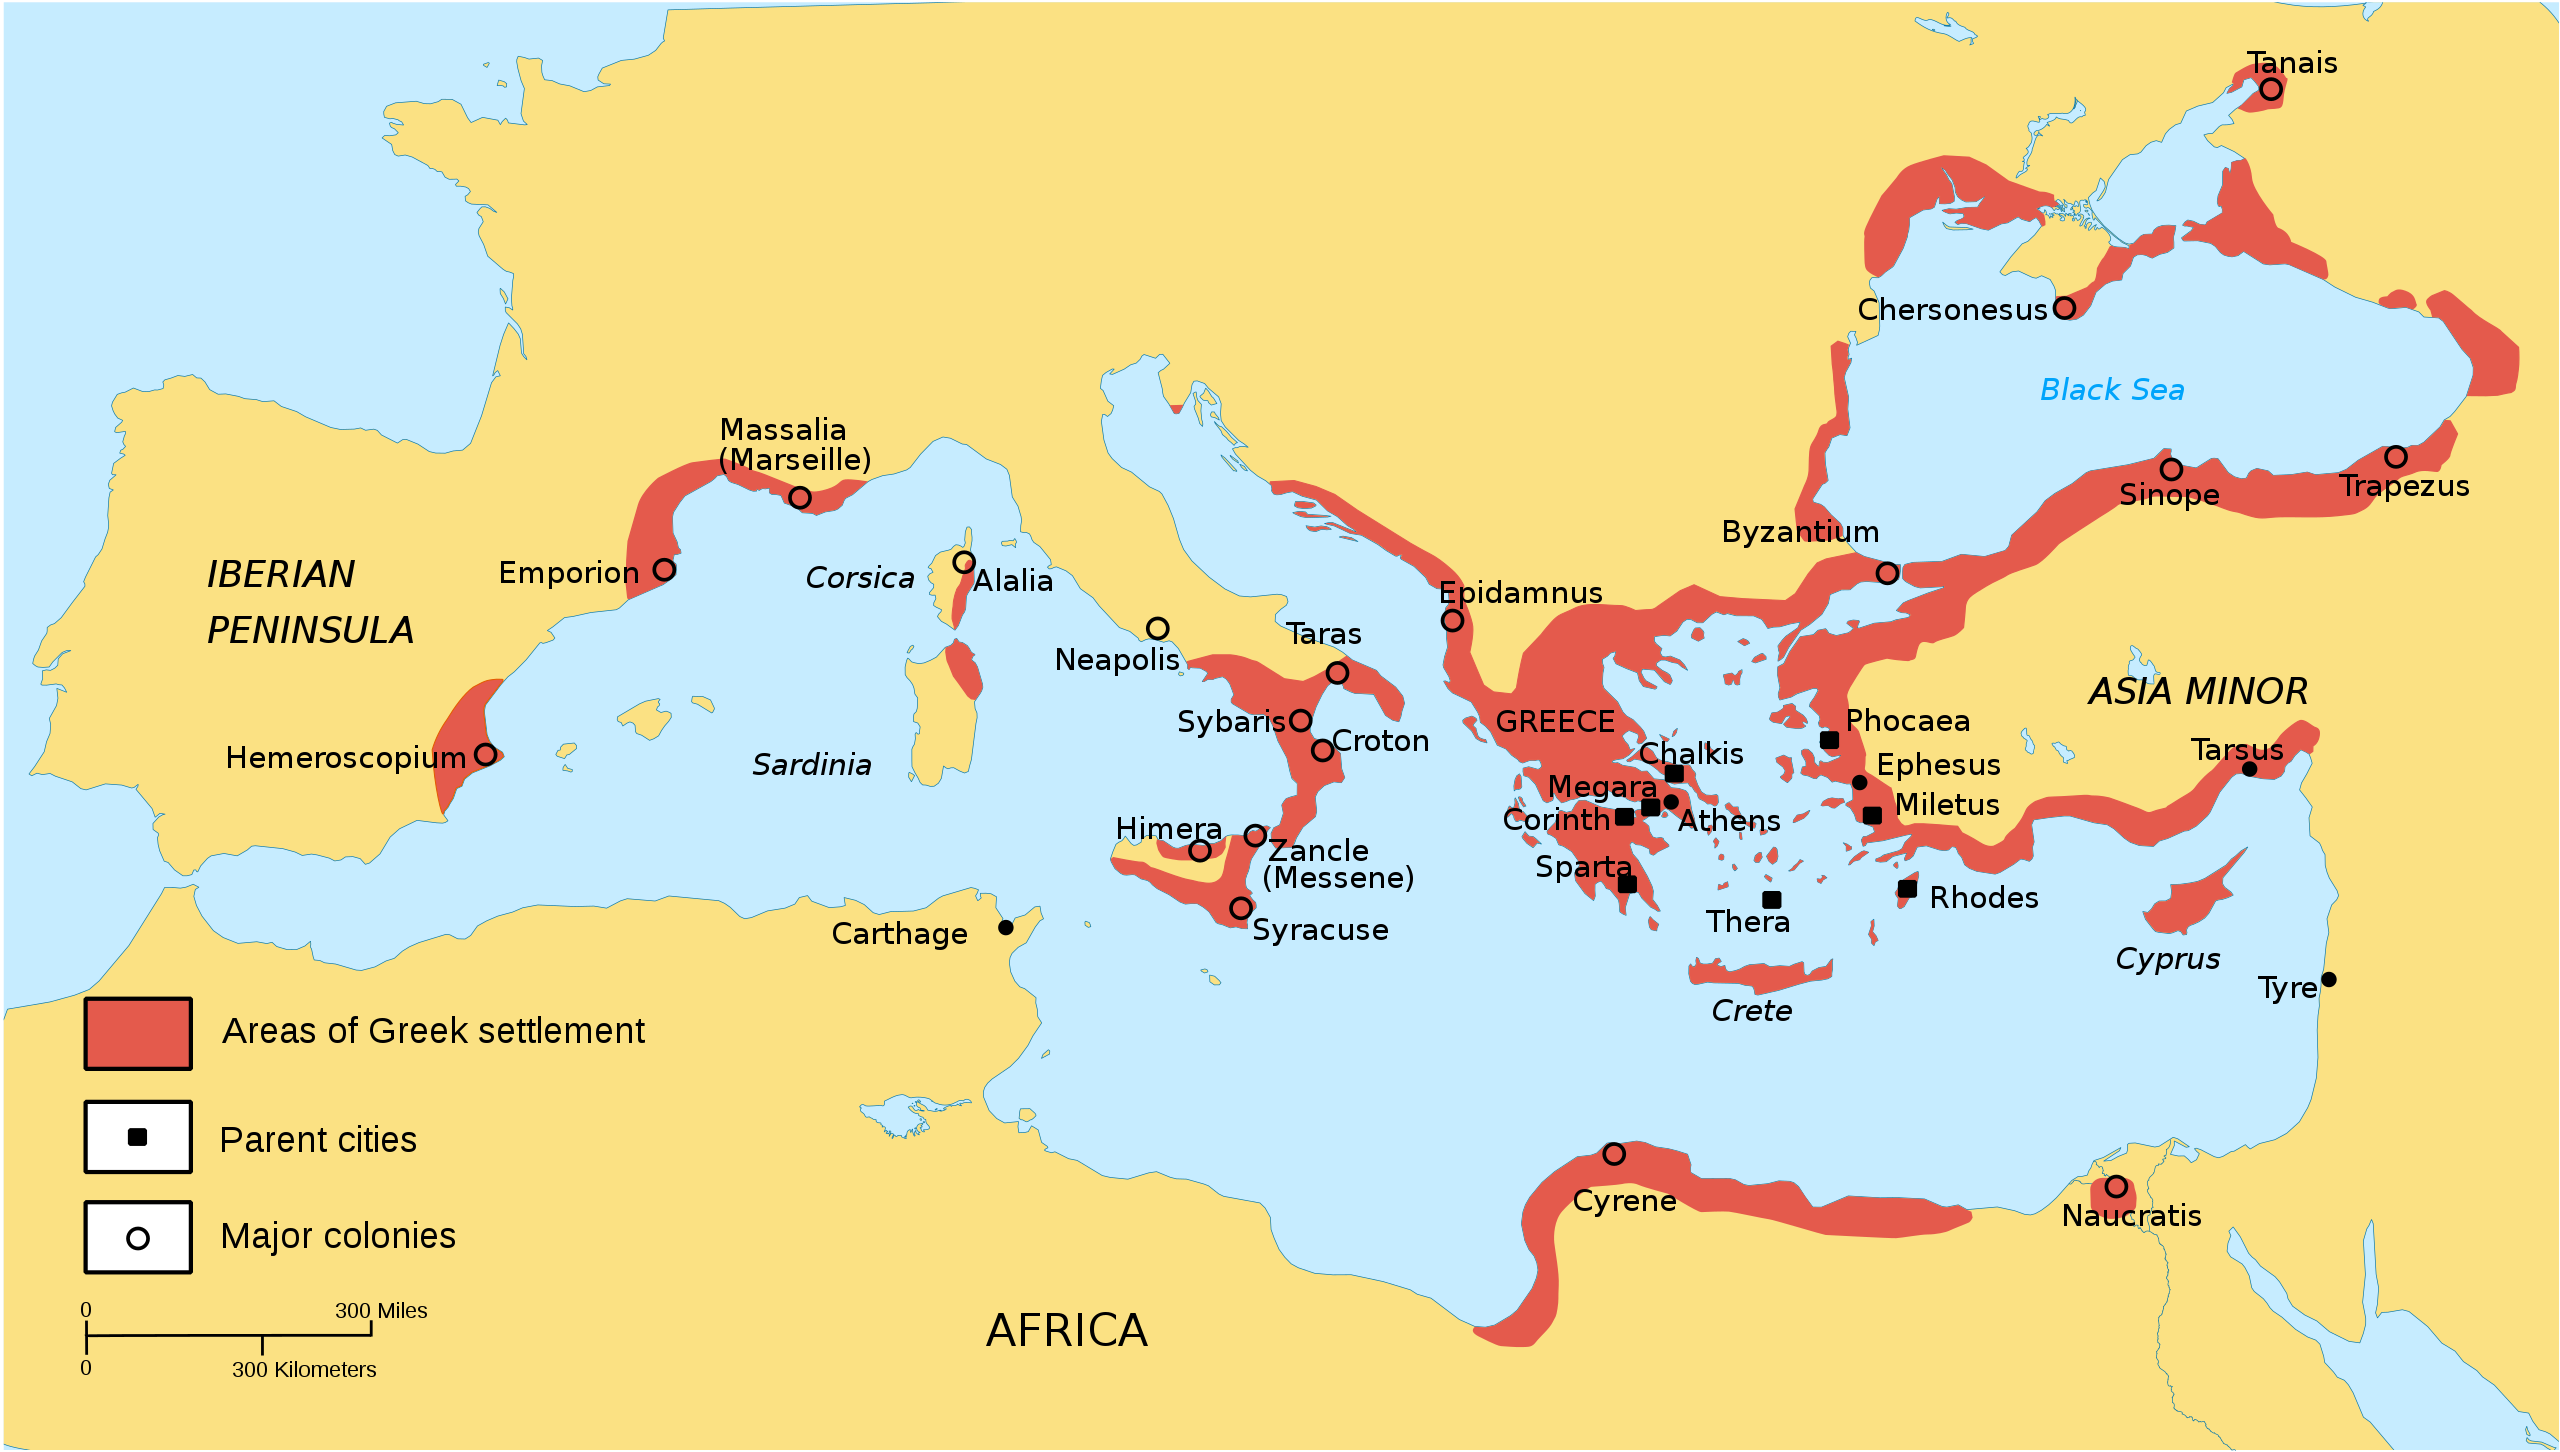 Tanais
Chersonesus
Black Sea
Massalia
(Marseille)
Trapezus
Sinope
Byzantium
IBERIAN
PENINSULA
Emporion
Corsica
Alalia
Epidamnus
Taras
Neapolis
ASIA MINOR
Sybaris
GREECE
Phocaea
Croton
Chalkis
Tarsus
Hemeroscopium
Sardinia
Ephesus
Megara
Miletus
Corinth
Athens
Himera
Zancle
(Messene)
Sparta
Rhodes
Thera
Syracuse
Carthage
Cyprus
Tyre
Crete
Areas of Greek settlement
Parent cities
Cyrene
Naucratis
Major colonies
0
300 Miles
0
300 Kilometers
AFRICA